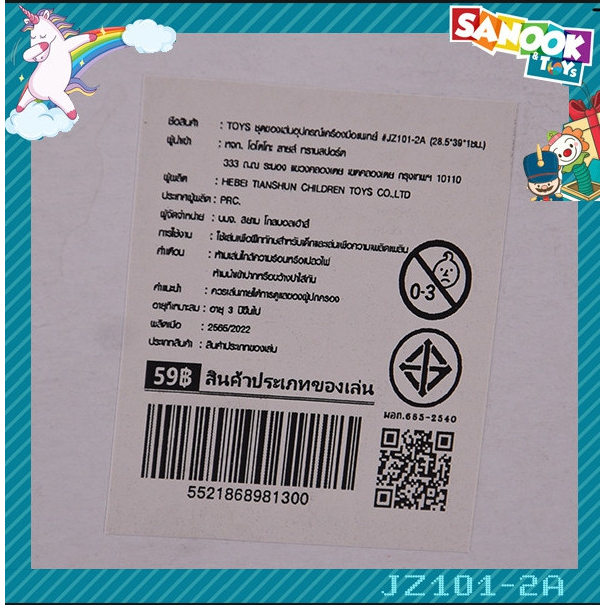 SANOOK
& TOYS
ชื่อสินค้า : TOYS ชุดของเล่นอุปกรณ์เครื่องมือแพทย์ #JZ101-2A (28.5*39*1ซม.)
ผู้นำเข้า : หจก. โอโตโกะ สายส์ ทรานสปอร์ต
333 ถ.ณ ระนอง แขวงคลองเตย เขตคลองเตย กรุงเทพฯ 10110
ผู้ผลิต : HEBEI TIANSHUN CHILDREN TOYS CO.,LTD
ประเทศผู้ผลิต : PRC.
ผู้จัดจำหน่าย : บมจ. สยาม โกลบอลเฮ้าส์
การใช้งาน : ใช้เล่นเพื่อฝึกทักษะสำหรับเด็กและเล่นเพื่อความเพลิดเพลิน
คำเตือน : ห้ามเล่นใกล้ความร้อนหรือเปลวไฟ
ห้ามนำเข้าปากหรือขว้างปาใส่กัน
คำแนะนำ : ควรเล่นภายใต้การดูแลของผู้ปกครอง
อายุที่เหมาะสม : อายุ 3 ปีขึ้นไป
ผลิตเมื่อ : 2565/2022
ประเภทสินค้า : สินค้าประเภทของเล่น
0-3
59฿ สินค้าประเภทของเล่น
มอก.685-2540
5521868981300
JZ101-2A